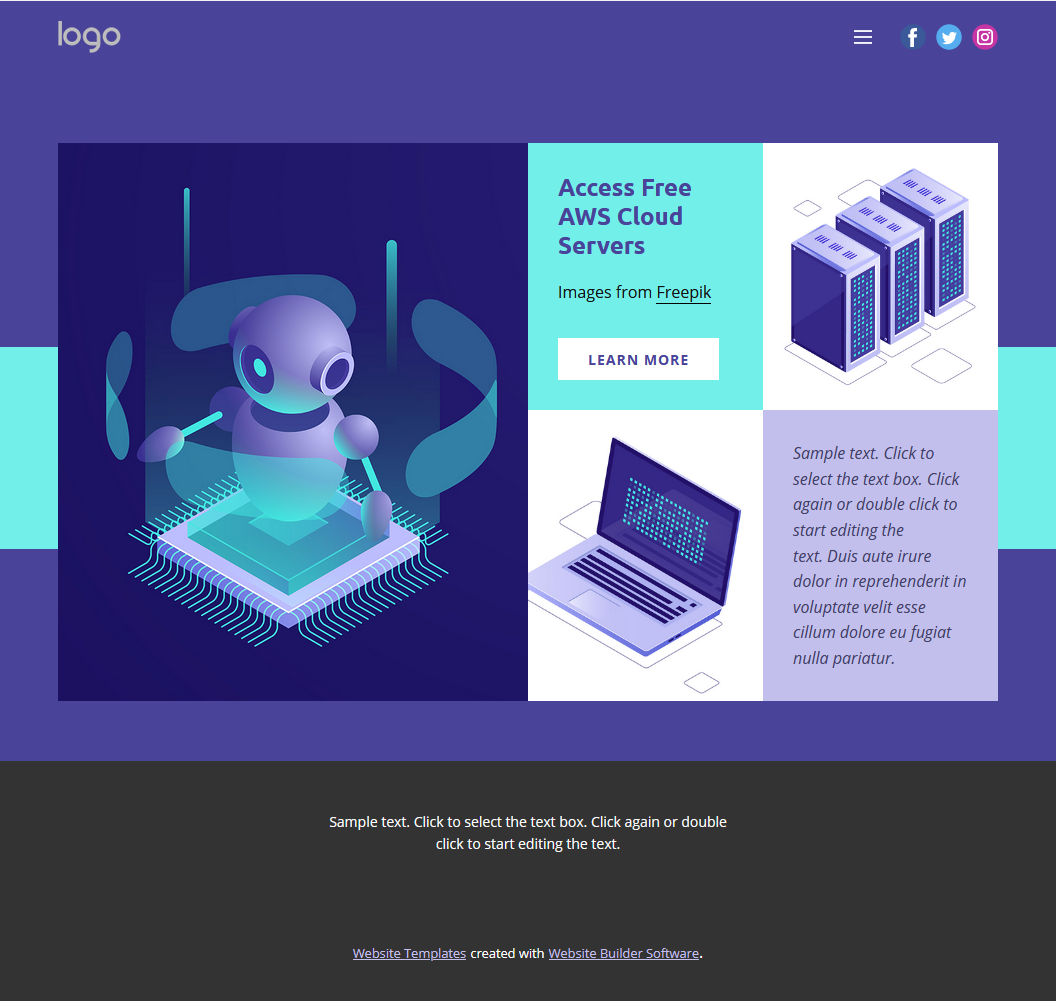 logo
Access Free
AWS Cloud
Servers
Images from Freepik
LEARN MORE
Sample text. Click to
select the text box. Click
again or double click to
start editing the
text. Duis aute irure
dolor in reprehenderit in
voluptate velit esse
cillum dolore eu fugiat
nulla pariatur.
Sample text. Click to select the text box. Click again or double
click to start editing the text.
Website Templates created with Website Builder Software.